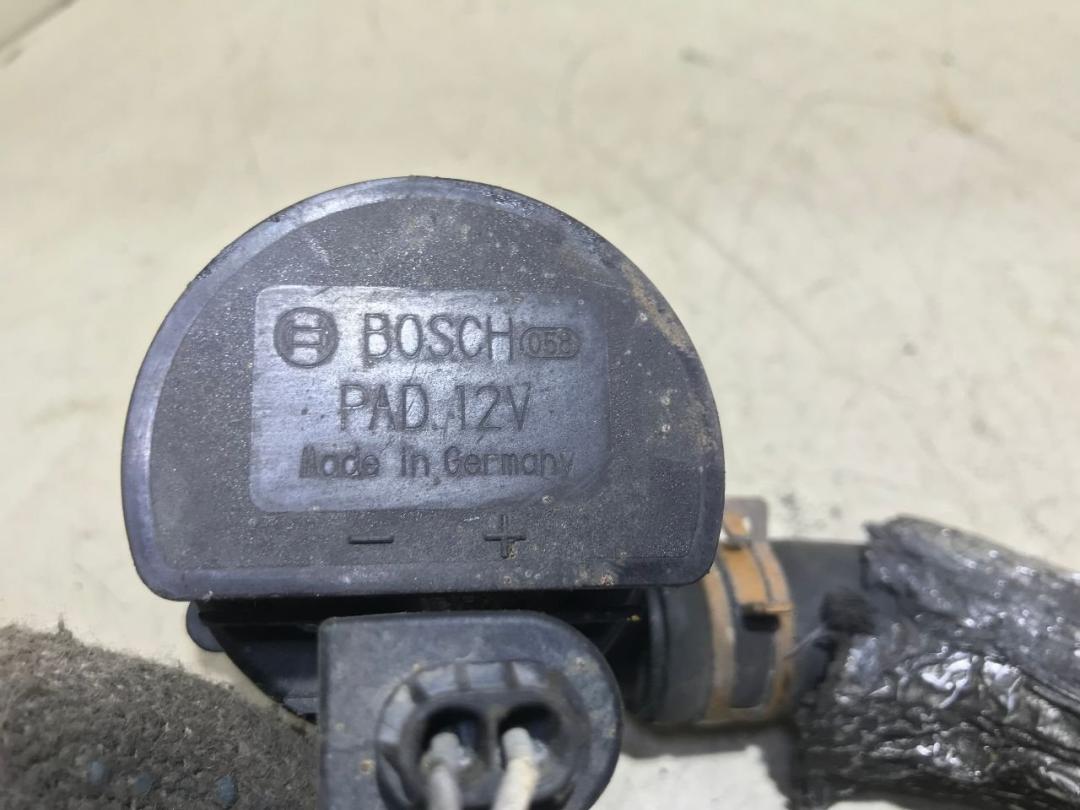 BOSCH 058
PAD. 12V
Made in Germany
− +